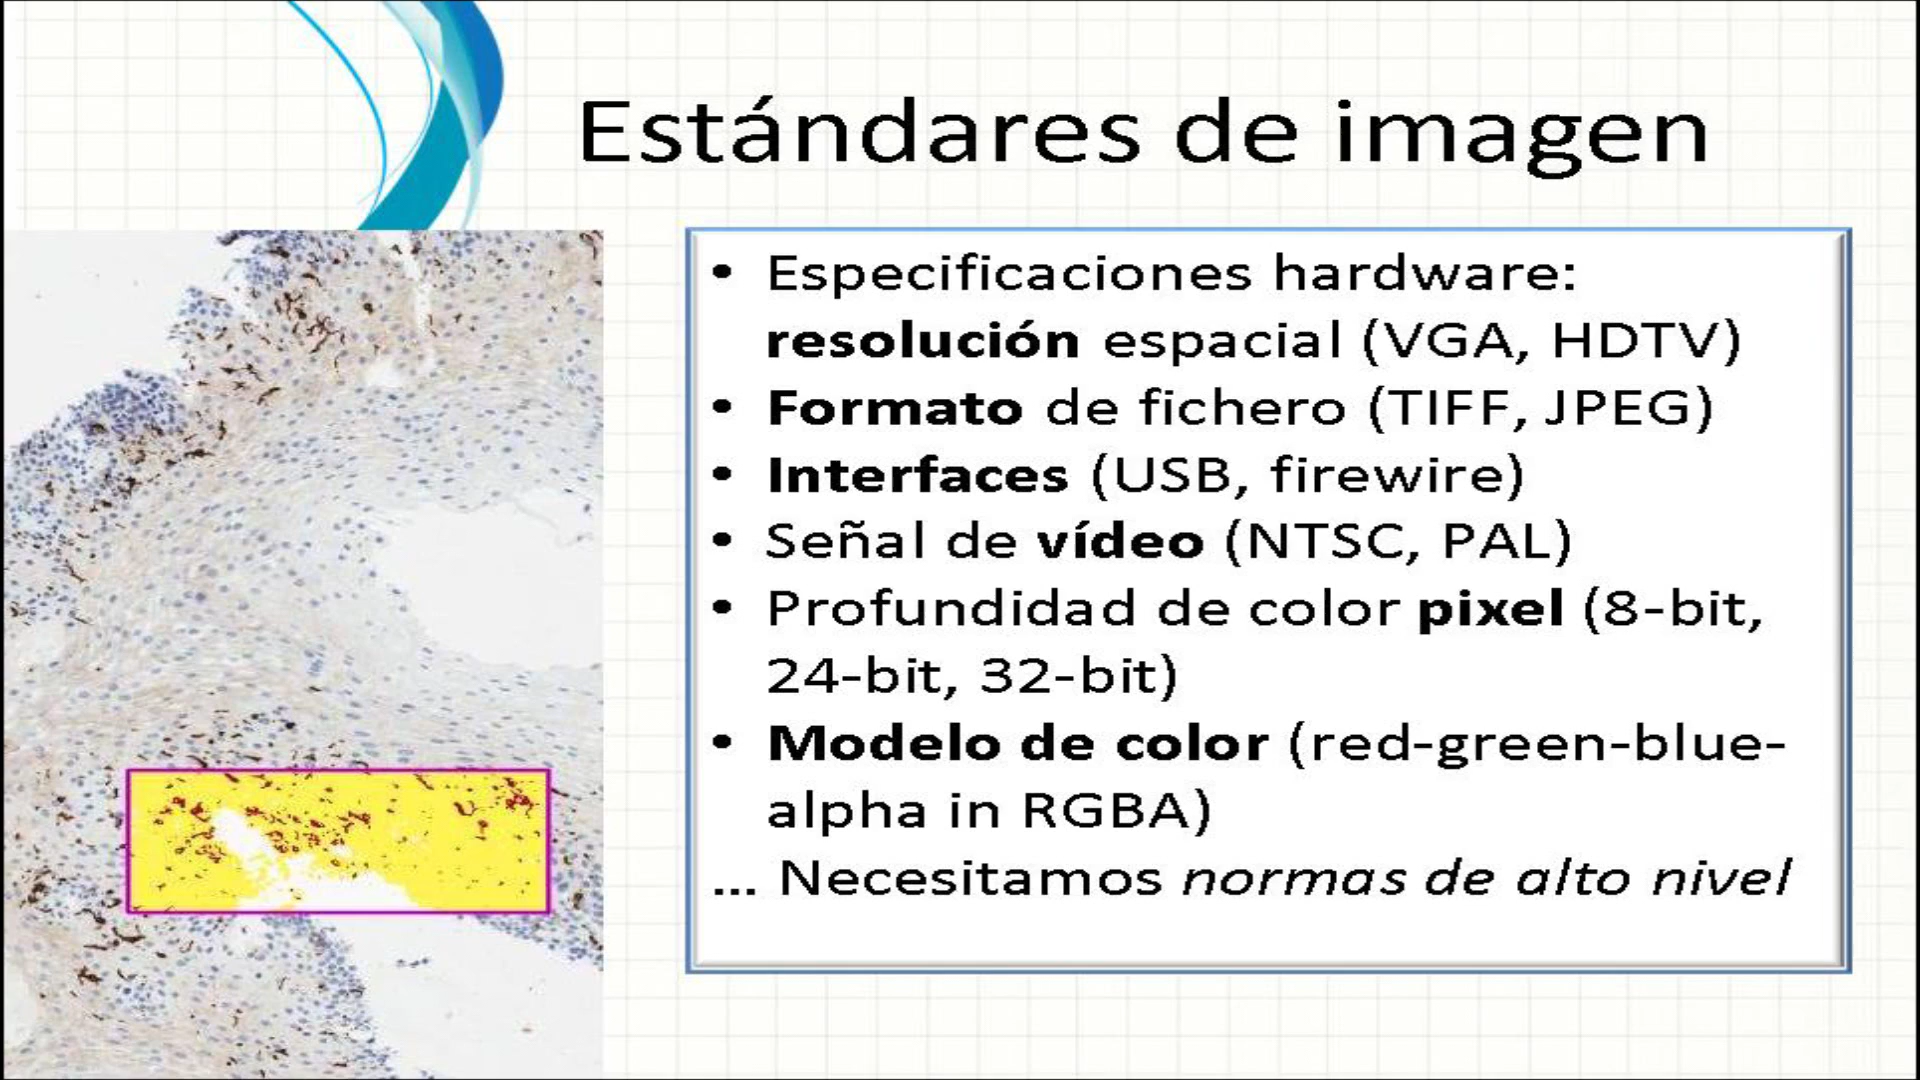 Estándares de imagen
• Especificaciones hardware:
resolución espacial (VGA, HDTV)
• Formato de fichero (TIFF, JPEG)
• Interfaces (USB, firewire)
• Señal de vídeo (NTSC, PAL)
• Profundidad de color pixel (8-bit,
24-bit, 32-bit)
• Modelo de color (red-green-blue-
alpha in RGBA)
... Necesitamos normas de alto nivel